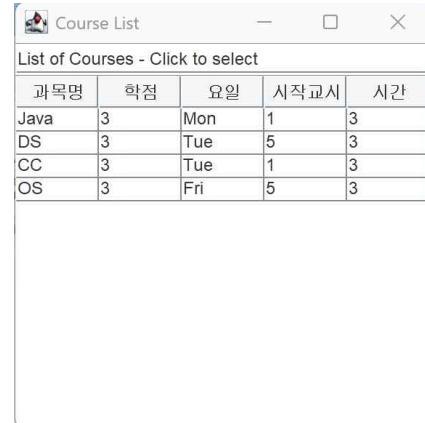 Course List
List of Courses - Click to select
과목명 학점 요일 시작교시 시간
Java 3 Mon 1 3
DS 3 Tue 5 3
CC 3 Tue 1 3
OS 3 Fri 5 3